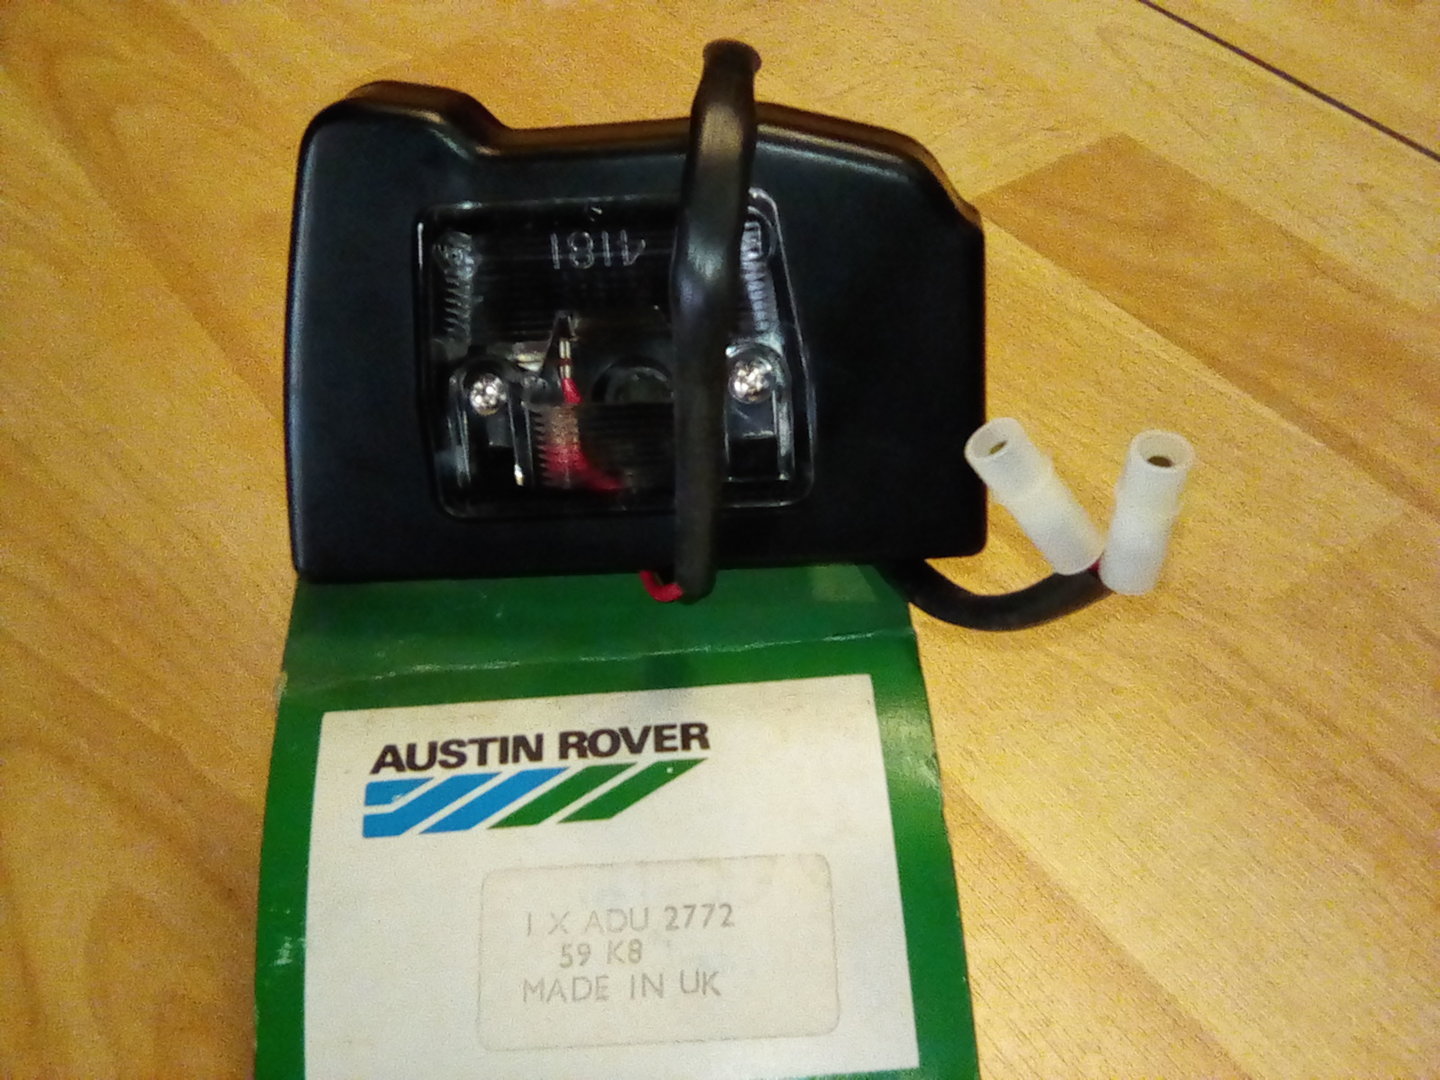 4181
AUSTIN ROVER
1 X ADU 2772
59 K8
MADE IN UK